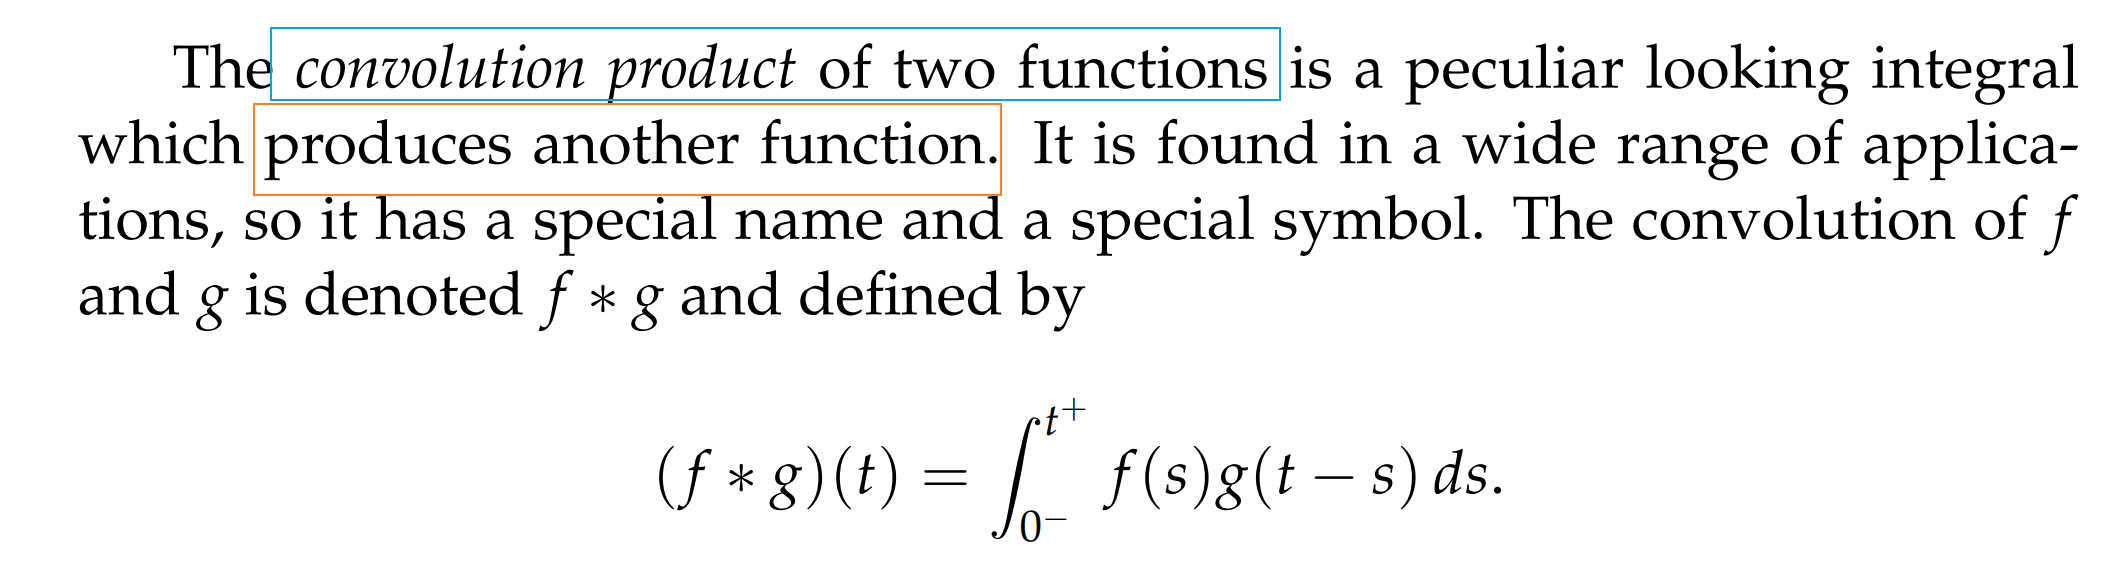 The convolution product of two functions is a peculiar looking integral
which produces another function. It is found in a wide range of applica-
tions, so it has a special name and a special symbol. The convolution of f
and g is denoted f ∗ g and defined by
(f ∗ g)(t) = ∫_{0⁻}^{t⁺} f(s)g(t − s) ds.